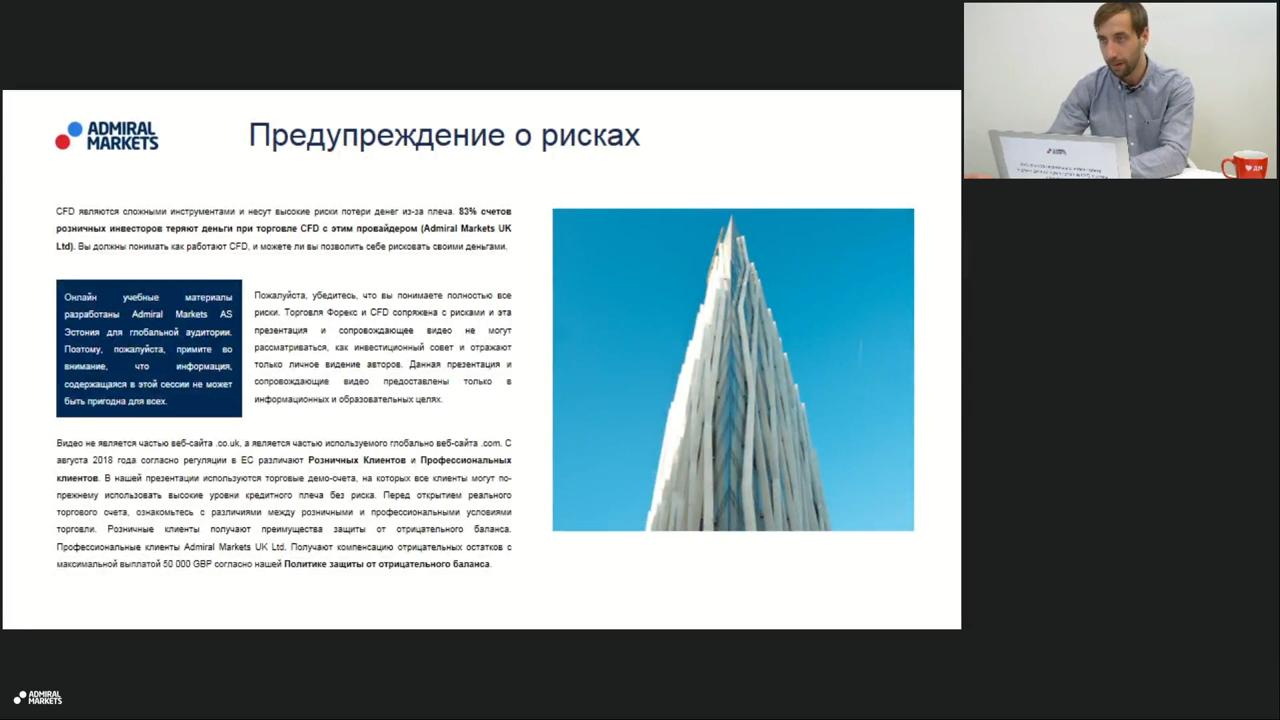 ADMIRAL
MARKETS
Предупреждение о рисках
CFD являются сложными инструментами и несут высокие риски потери денег из-за плеча. 83% счетов
розничных инвесторов теряют деньги при торговле CFD с этим провайдером (Admiral Markets UK
Ltd). Вы должны понимать как работают CFD, и можете ли вы позволить себе рисковать своими деньгами.
Онлайн учебные материалы
разработаны Admiral Markets AS
Эстония для глобальной аудитории.
Поэтому, пожалуйста, примите во
внимание, что информация,
содержащаяся в этой сессии не может
быть пригодна для всех.
Пожалуйста, убедитесь, что вы понимаете полностью все
риски. Торговля Форекс и CFD сопряжена с рисками и эта
презентация и сопровождающее видео не могут
рассматриваться, как инвестиционный совет и отражают
только личное видение авторов. Данная презентация и
сопровождающие видео предоставлены только в
информационных и образовательных целях.
Видео не является частью веб-сайта .co.uk, а является частью используемого глобально веб-сайта .com. С
августа 2018 года согласно регуляции в ЕС различают Розничных Клиентов и Профессиональных
клиентов. В нашей презентации используются торговые демо-счета, на которых все клиенты могут по-
прежнему использовать высокие уровни кредитного плеча без риска. Перед открытием реального
торгового счета, ознакомьтесь с различиями между розничными и профессиональными условиями
торговли. Розничные клиенты получают преимущества защиты от отрицательного баланса.
Профессиональные клиенты Admiral Markets UK Ltd. Получают компенсацию отрицательных остатков с
максимальной выплатой 50 000 GBP согласно нашей Политике защиты от отрицательного баланса.
ADMIRAL
MARKETS